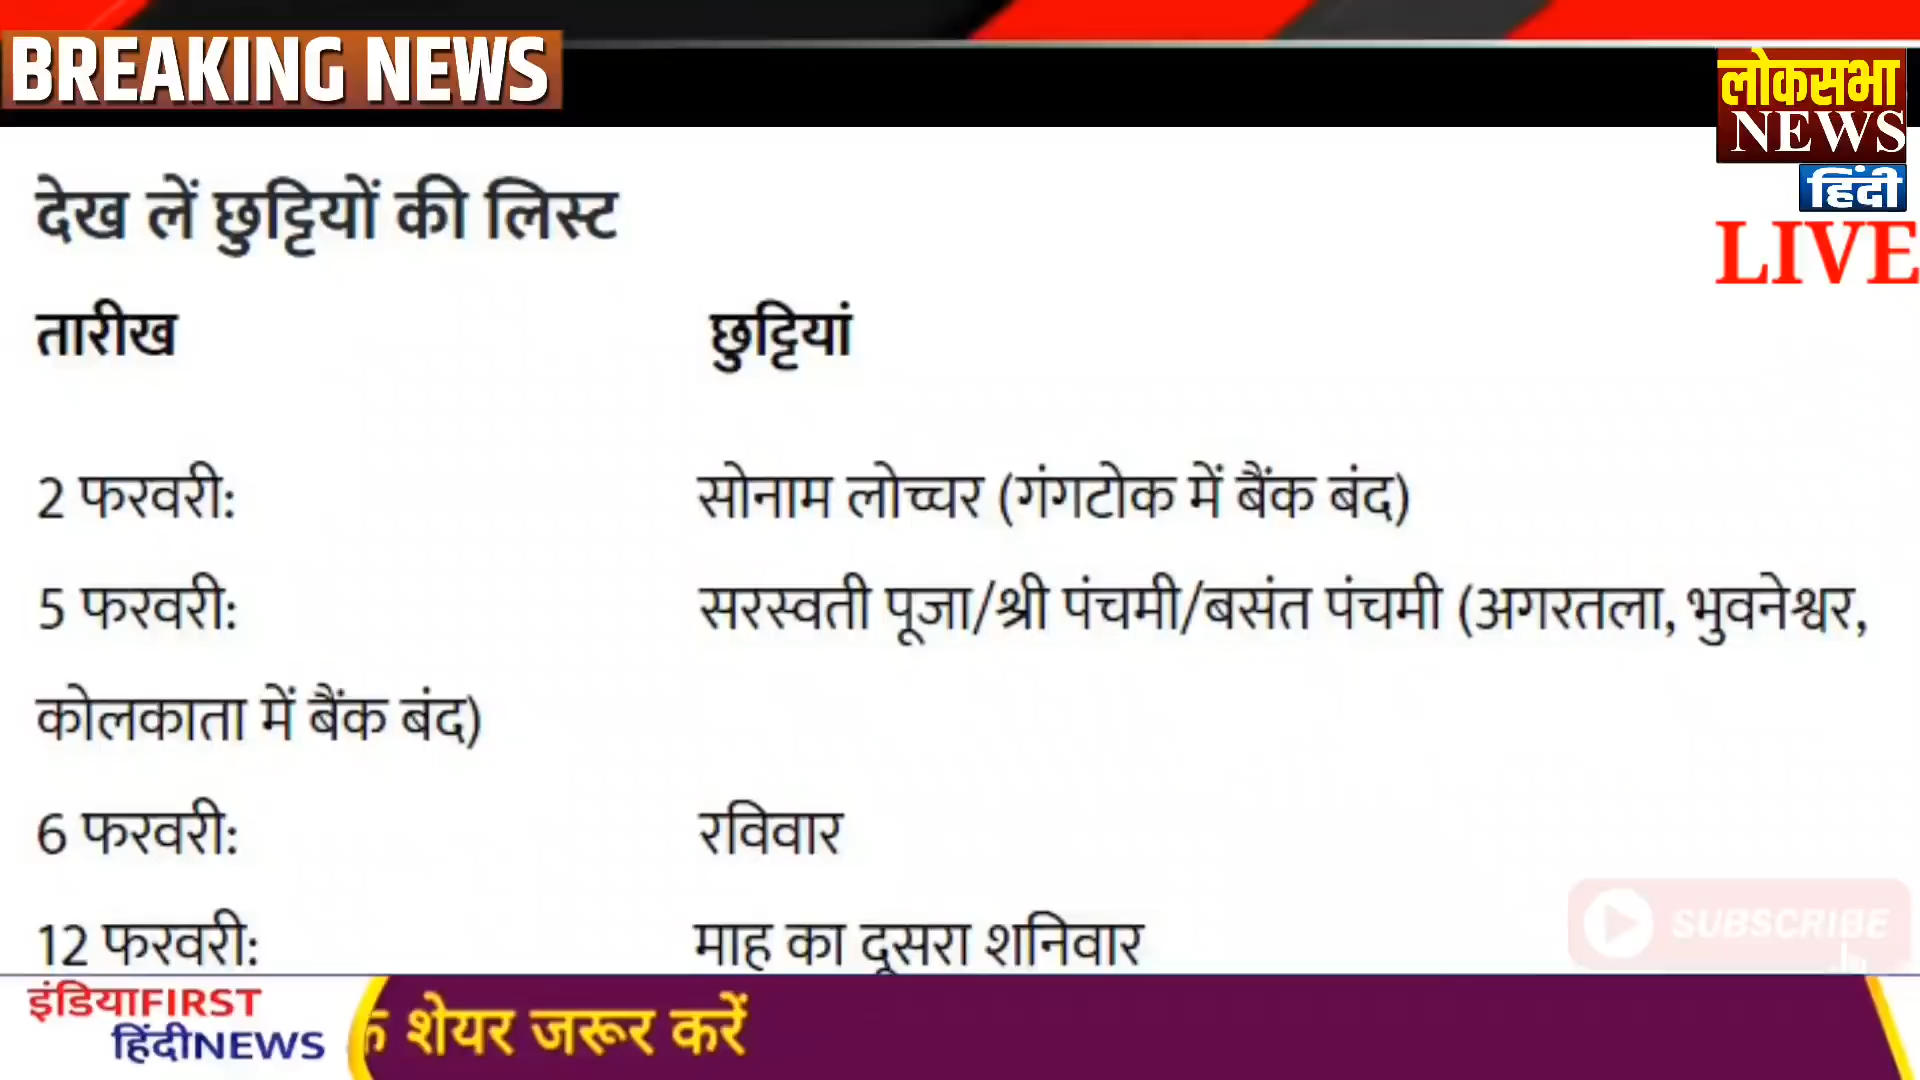 BREAKING NEWS
लोकसभा
NEWS
हिंदी
LIVE
देख लें छुट्टियों की लिस्ट
तारीख छुट्टियां
2 फरवरी: सोनाम लोच्चर (गंगटोक में बैंक बंद)
5 फरवरी: सरस्वती पूजा/श्री पंचमी/बसंत पंचमी (अगरतला, भुवनेश्वर,
कोलकाता में बैंक बंद)
6 फरवरी: रविवार
12 फरवरी: माह का दूसरा शनिवार
SUBSCRIBE
इंडियाFIRST
हिंदीNEWS
शेयर जरूर करें